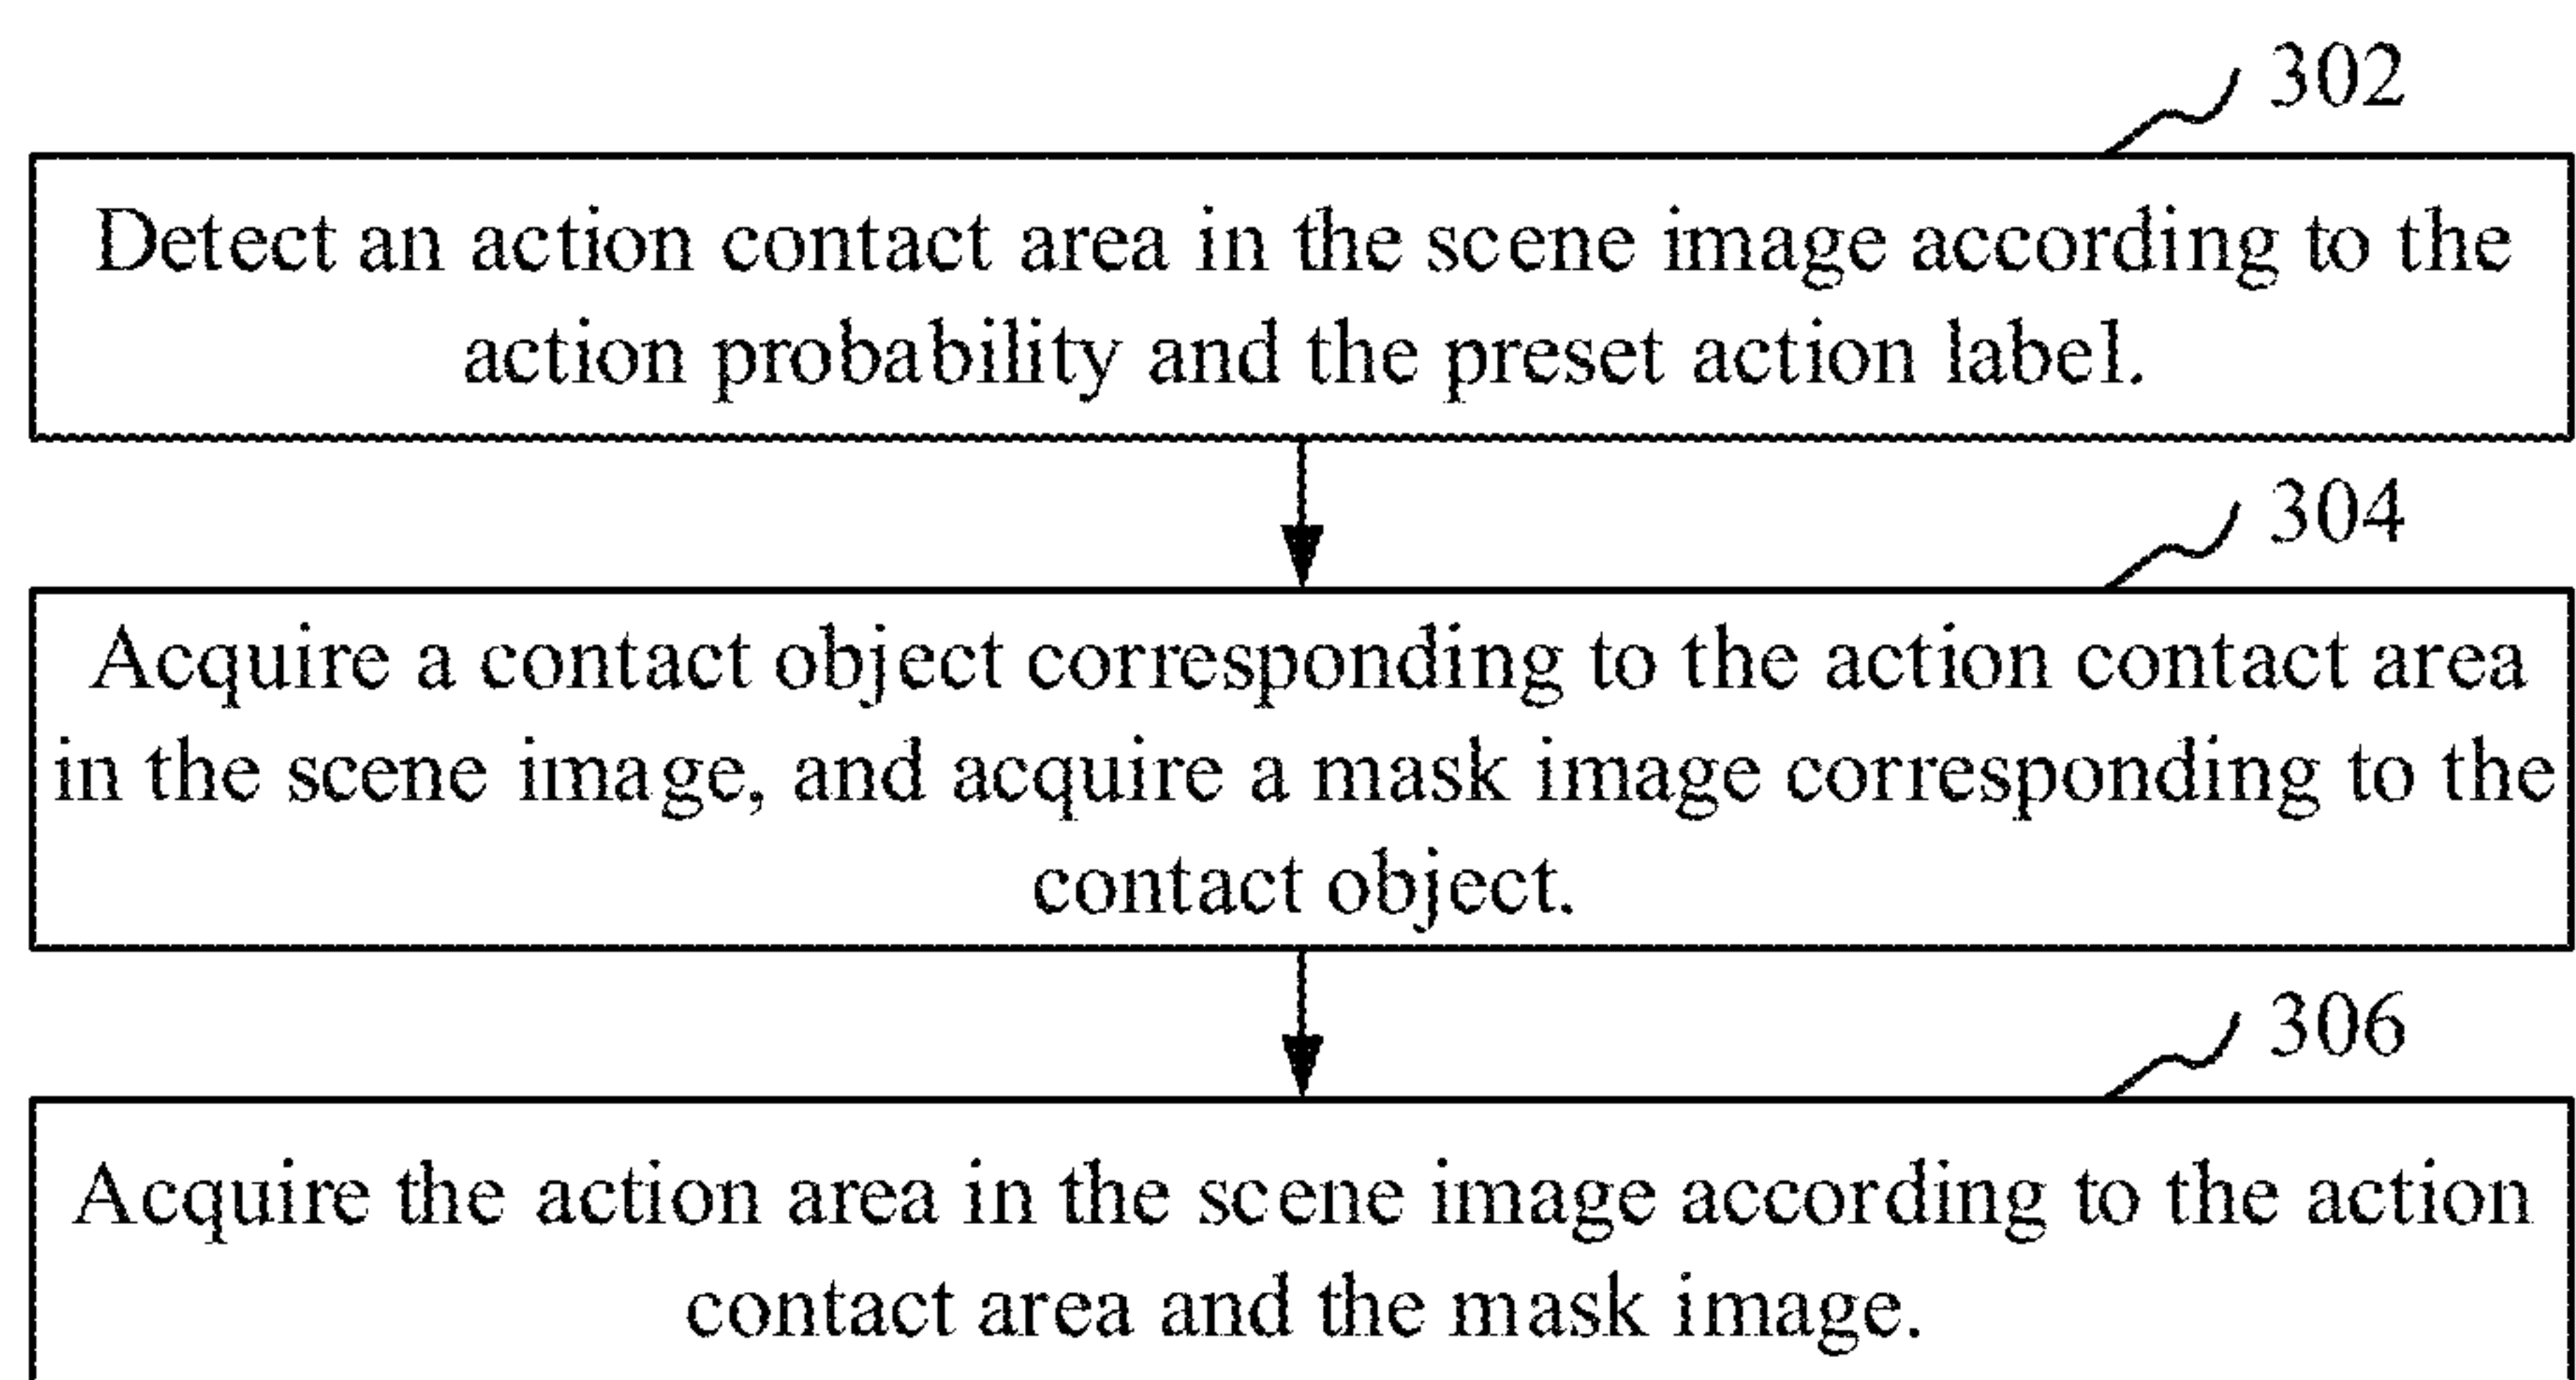 302
Detect an action contact area in the scene image according to the
action probability and the preset action label.
304
Acquire a contact object corresponding to the action contact area
in the scene image, and acquire a mask image corresponding to the
contact object.
306
Acquire the action area in the scene image according to the action
contact area and the mask image.